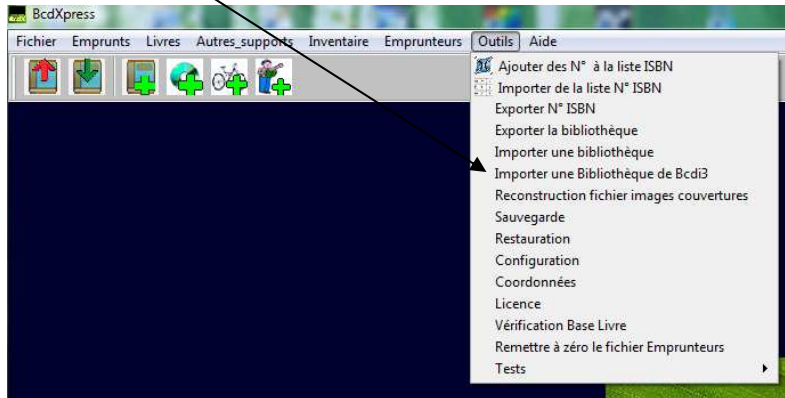 BcdXpress
Fichier Emprunts Livres Autres_supports Inventaire Emprunteurs Outils Aide
Ajouter des N° à la liste ISBN
Importer de la liste N° ISBN
Exporter N° ISBN
Exporter la bibliothèque
Importer une bibliothèque
Importer une Bibliothèque de Bcdi3
Reconstruction fichier images couvertures
Sauvegarde
Restauration
Configuration
Coordonnées
Licence
Vérification Base Livre
Remettre à zéro le fichier Emprunteurs
Tests